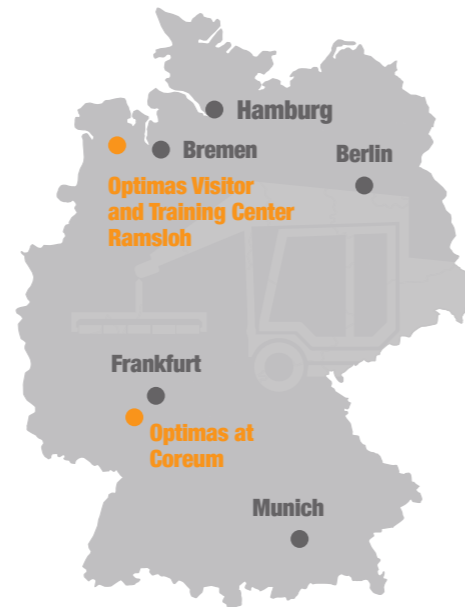 Hamburg
Bremen
Berlin
Optimas Visitor
and Training Center
Ramsloh
Frankfurt
Optimas at
Coreum
Munich